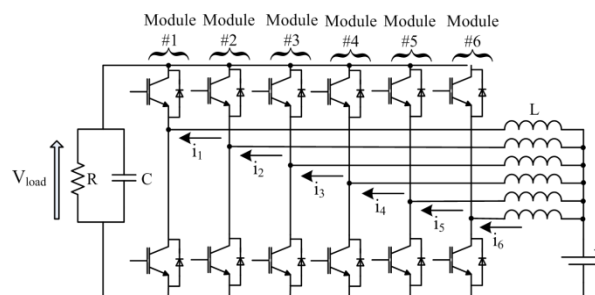 Module Module Module Module Module Module
#1 #2 #3 #4 #5 #6
L
i1
i2
i3
i4
i5
i6
Vload
R
C